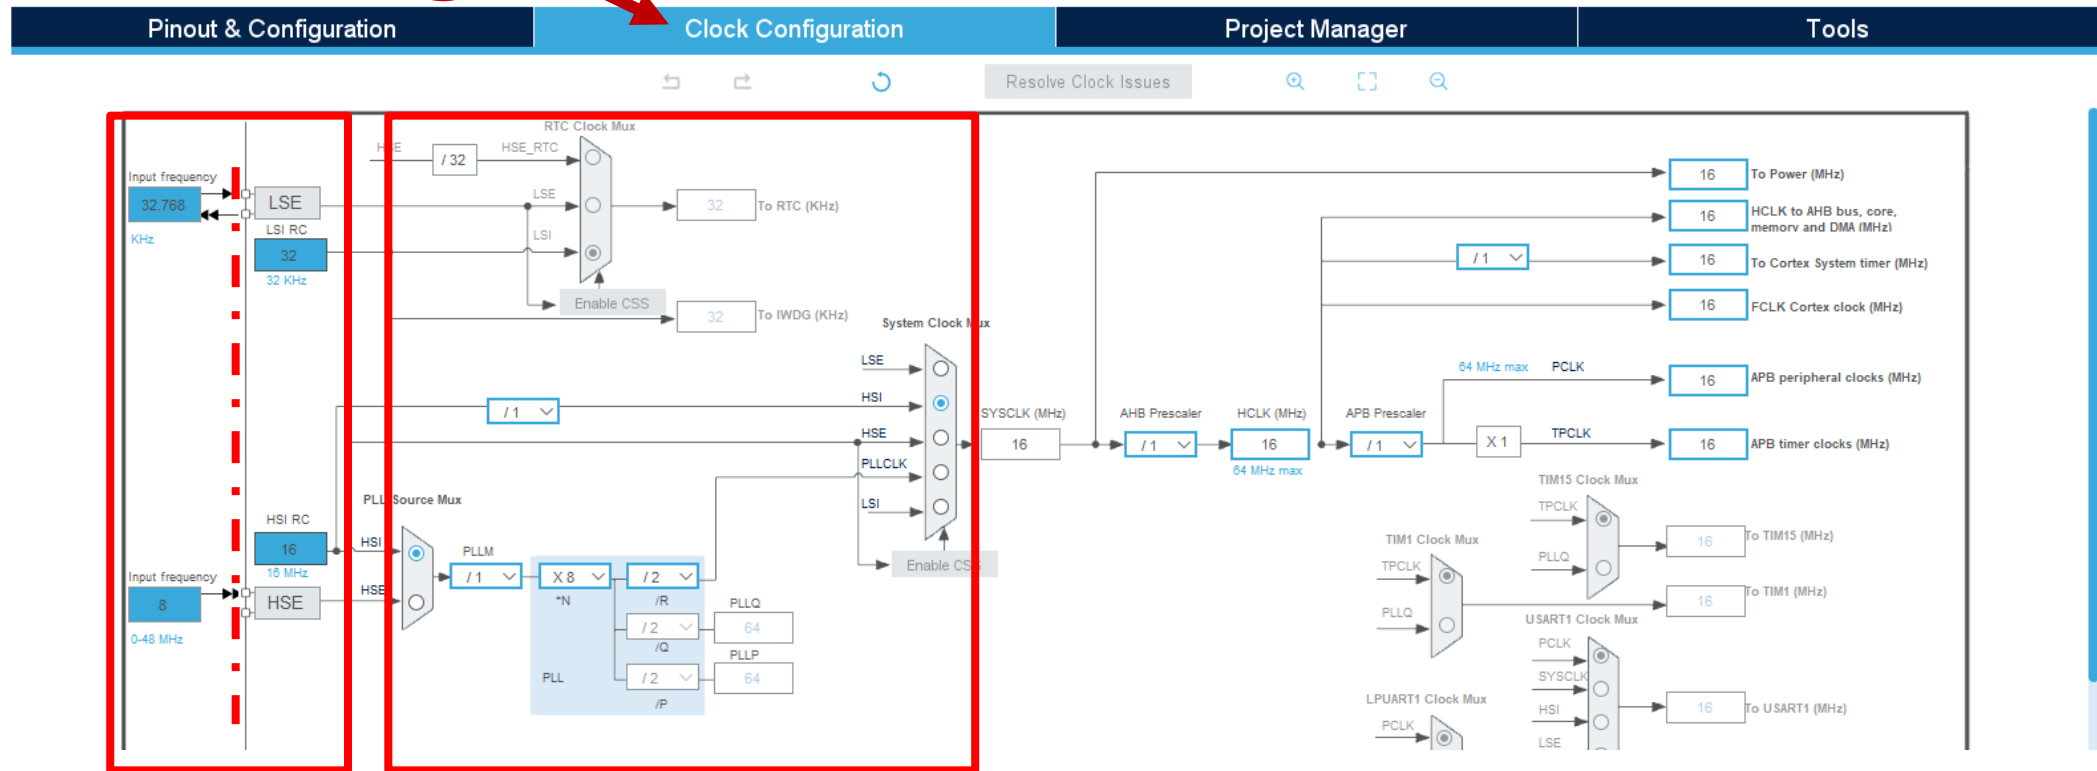 Pinout & Configuration
Clock Configuration
Project Manager
Tools
Resolve Clock Issues
RTC Clock Mux
HSE
/ 32
HSE_RTC
Input frequency
32.768
KHz
LSE
LSI RC
32
32 KHz
LSE
LSI
32
To RTC (KHz)
Enable CSS
32
To IWDG (KHz)
System Clock Mux
LSE
HSI
HSE
PLLCLK
LSI
/ 1
Enable CSS
SYSCLK (MHz)
16
AHB Prescaler
/ 1
HCLK (MHz)
16
64 MHz max
APB Prescaler
/ 1
16
To Power (MHz)
16
HCLK to AHB bus, core,
memory and DMA (MHz)
/ 1
16
To Cortex System timer (MHz)
16
FCLK Cortex clock (MHz)
64 MHz max
PCLK
16
APB peripheral clocks (MHz)
X 1
TPCLK
16
APB timer clocks (MHz)
HSI RC
16
16 MHz
Input frequency
8
0-48 MHz
HSE
PLL Source Mux
HSI
HSE
PLLM
/ 1
X 8
*N
/ 2
/R
/ 2
/Q
/ 2
/P
PLL
PLLQ
64
PLLP
64
TIM15 Clock Mux
TPCLK
PLLQ
16
To TIM15 (MHz)
TIM1 Clock Mux
TPCLK
PLLQ
16
To TIM1 (MHz)
USART1 Clock Mux
PCLK
SYSCLK
HSI
LSE
16
To USART1 (MHz)
LPUART1 Clock Mux
PCLK